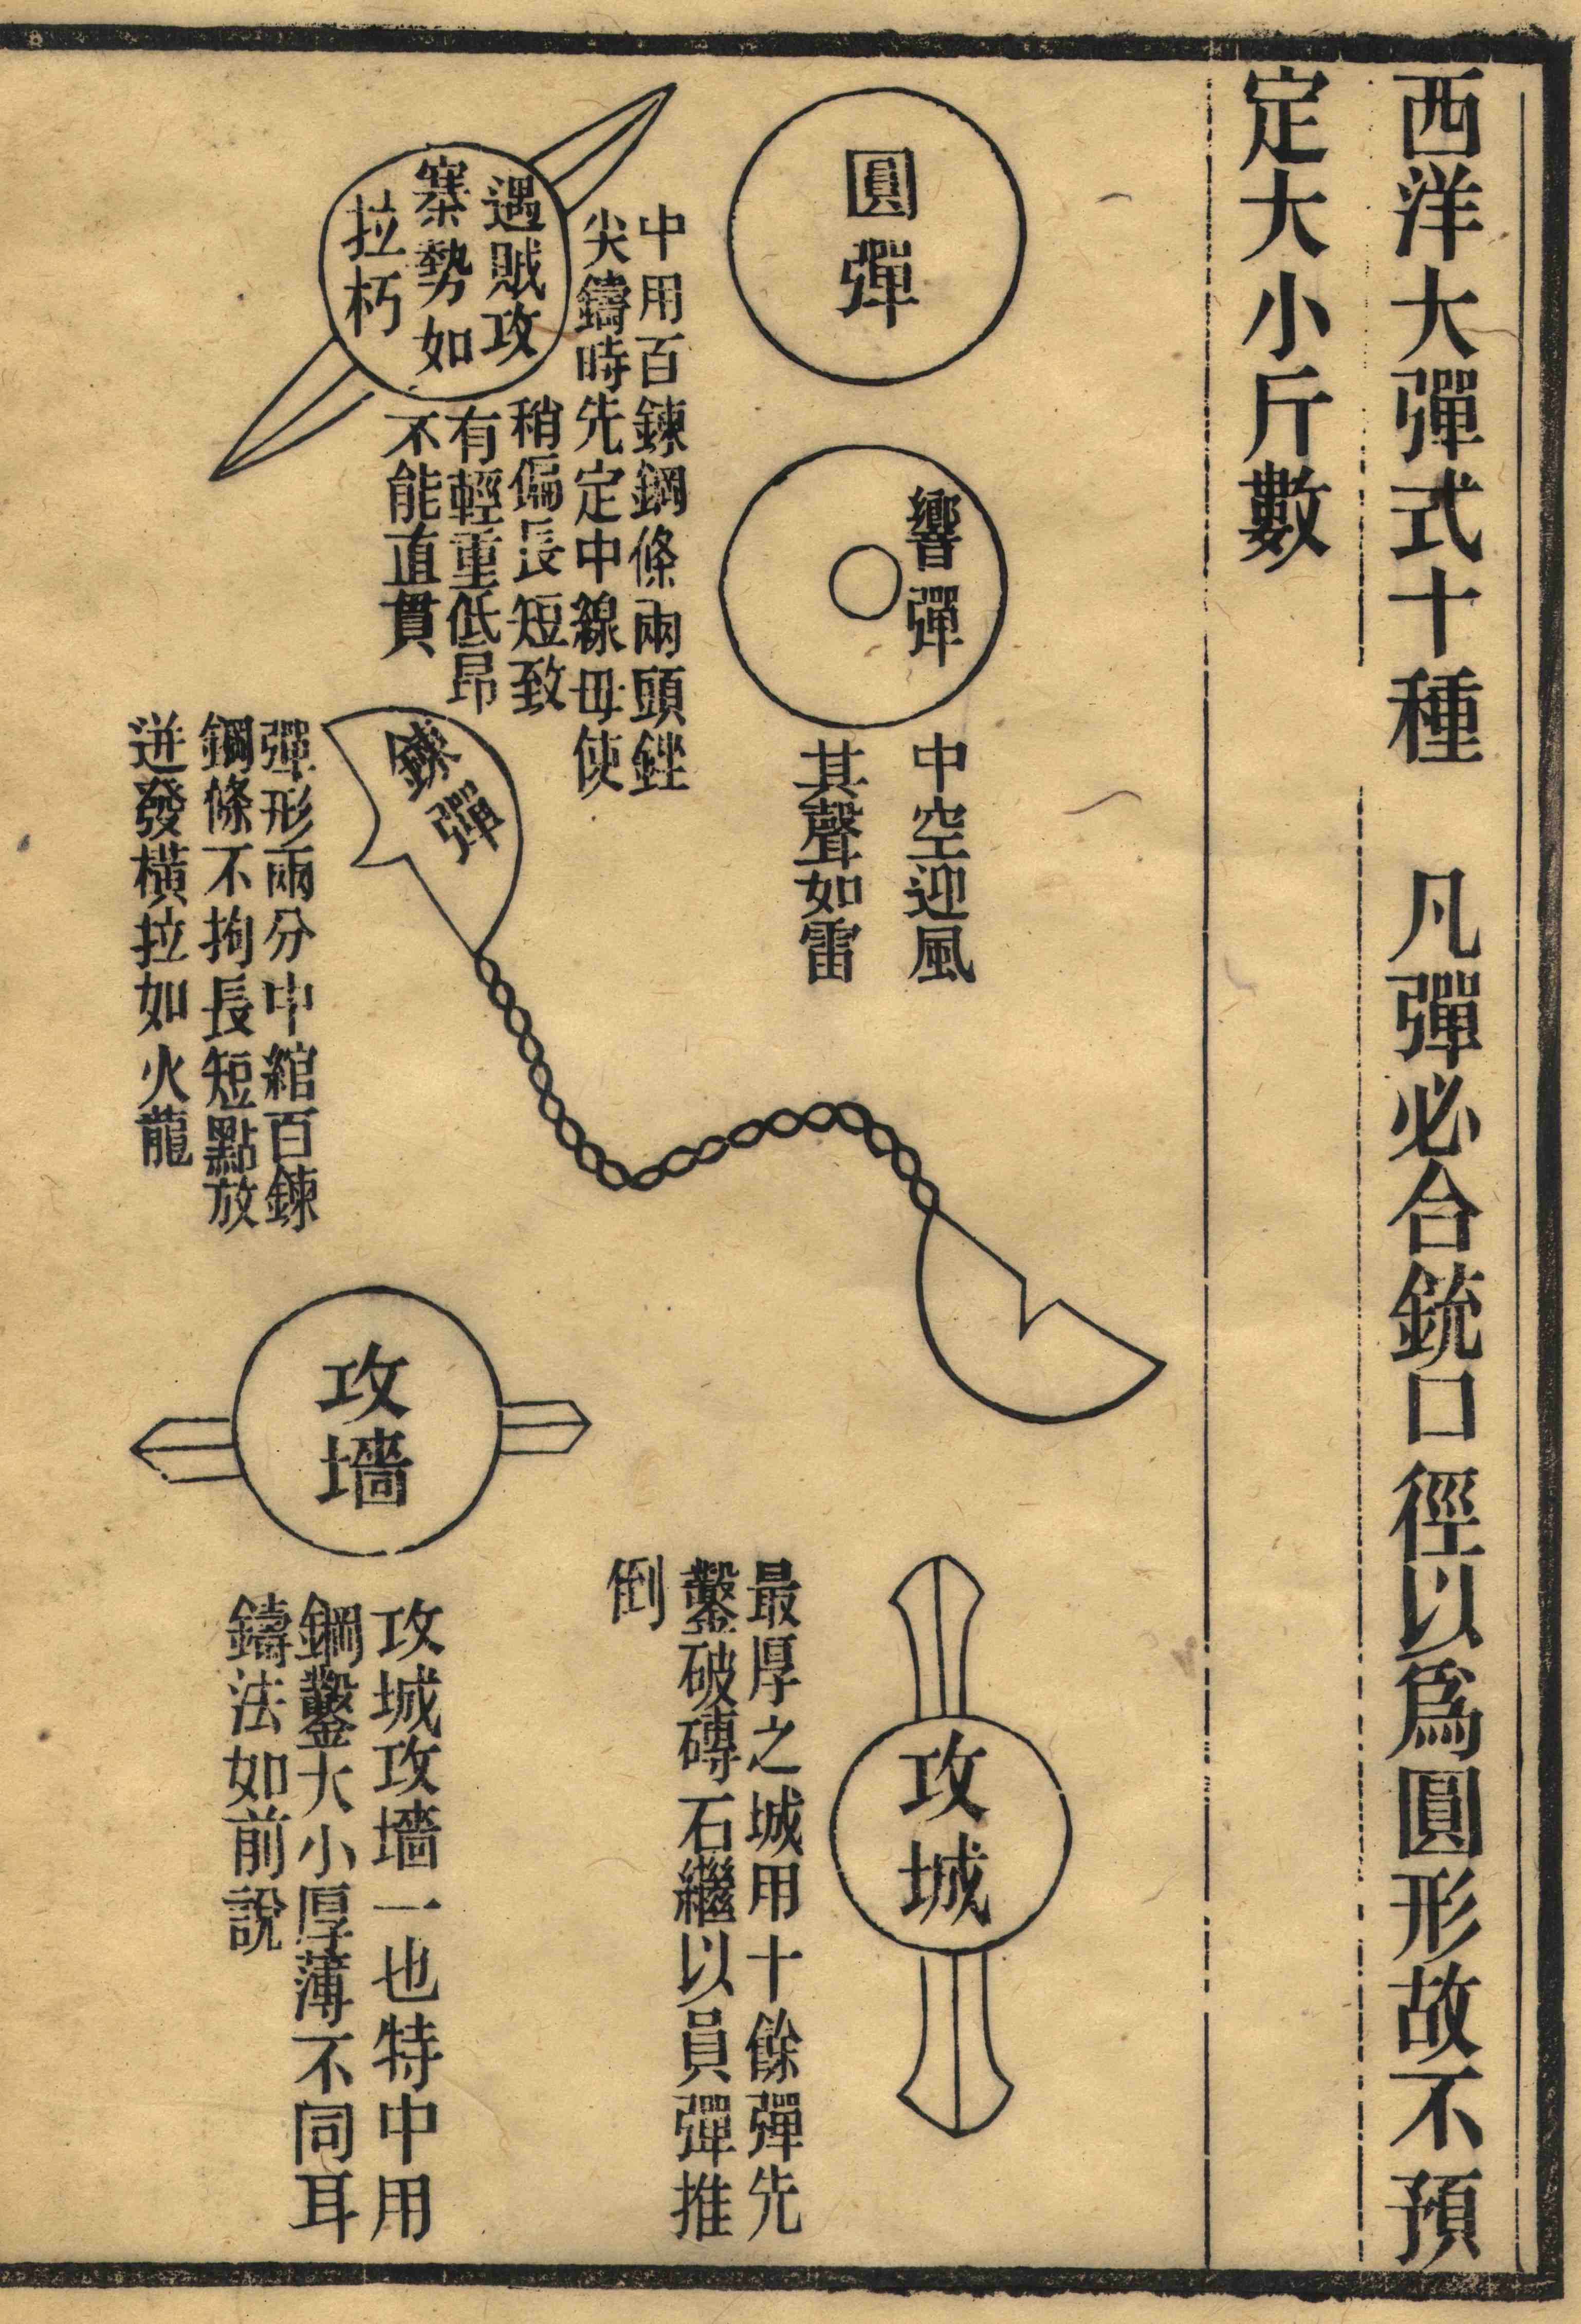 西洋大彈式十種 凡彈必合銃口徑以爲圓形故不預
定大小斤數
圓彈
響彈
中空迎風
其聲如雷
遇賊攻
寨勢如
拉朽
中用百鍊鋼條兩頭銼
尖鑄時先定中線毋使
稍偏長短致
有輕重低昻
不能直貫
鍊彈
彈形兩分中綰百鍊
鋼條不拘長短點放
迸發橫拉如火龍
攻城
最厚之城用十餘彈先
鑿破磚石繼以員彈推
倒
攻墻
攻城攻墻一也特中用
鋼鑿大小厚薄不同耳
鑄法如前說